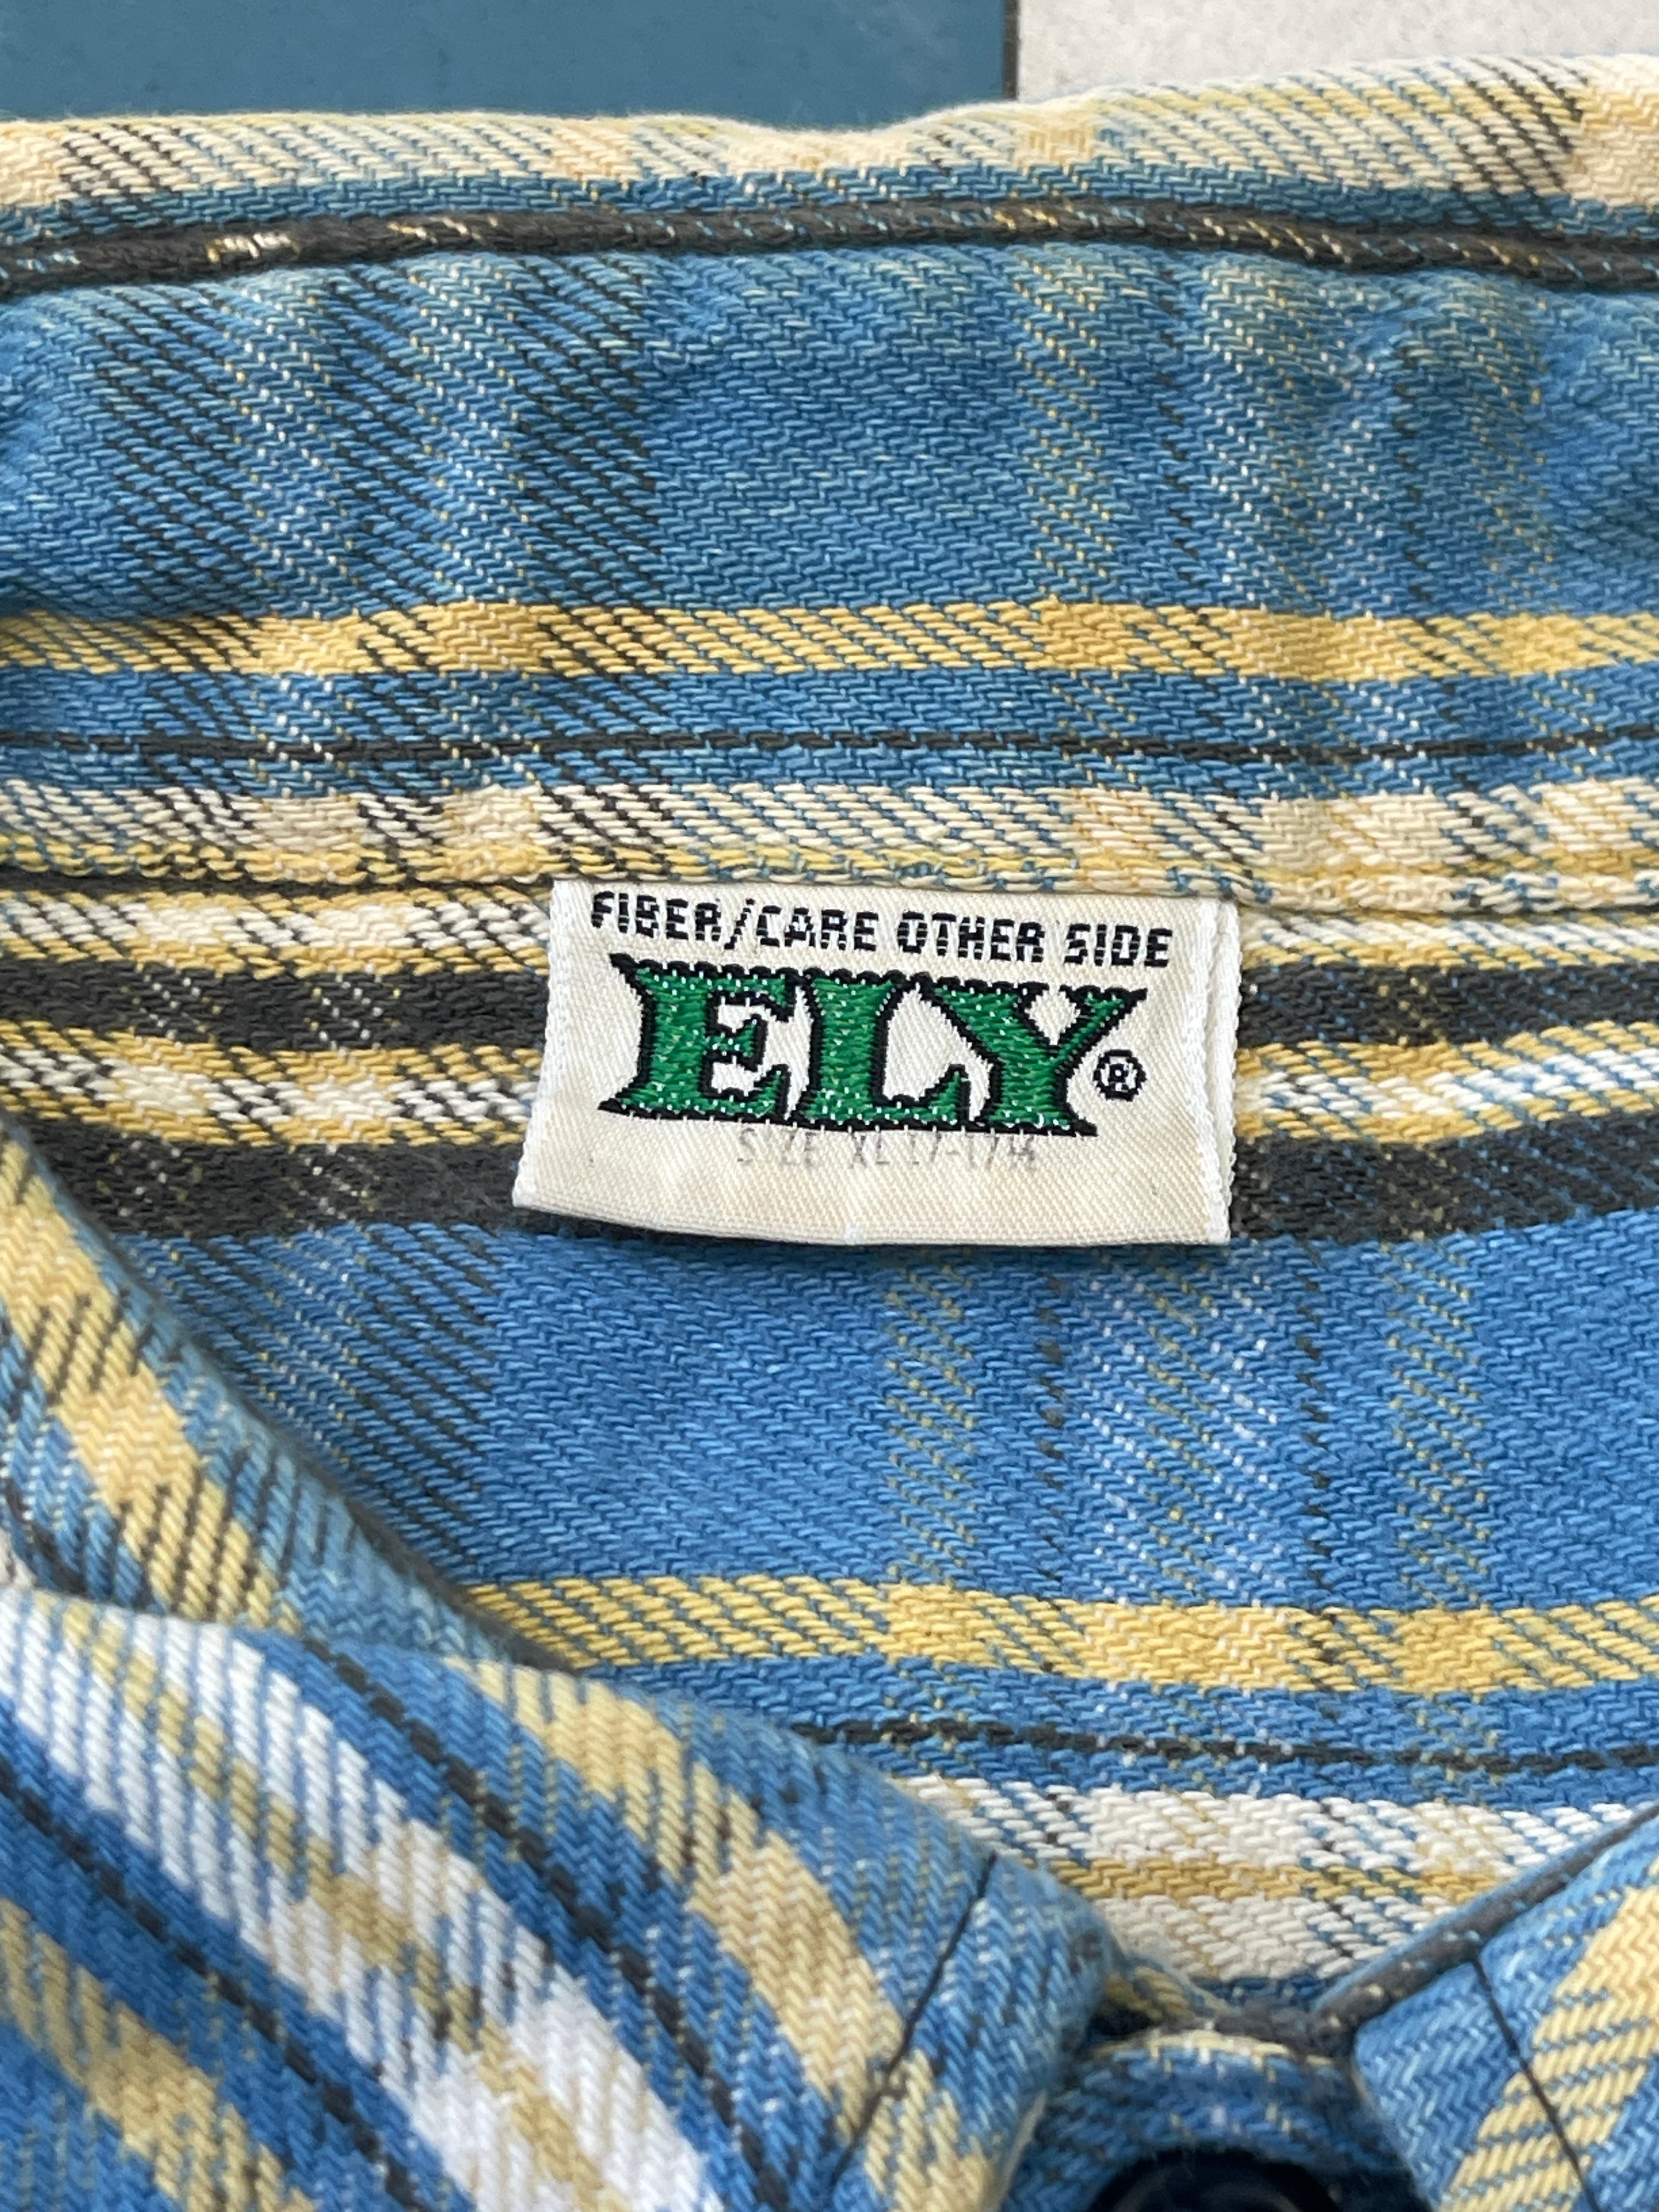 FIBER/CARE OTHER SIDE
ELY®
SIZE XL 17-17½